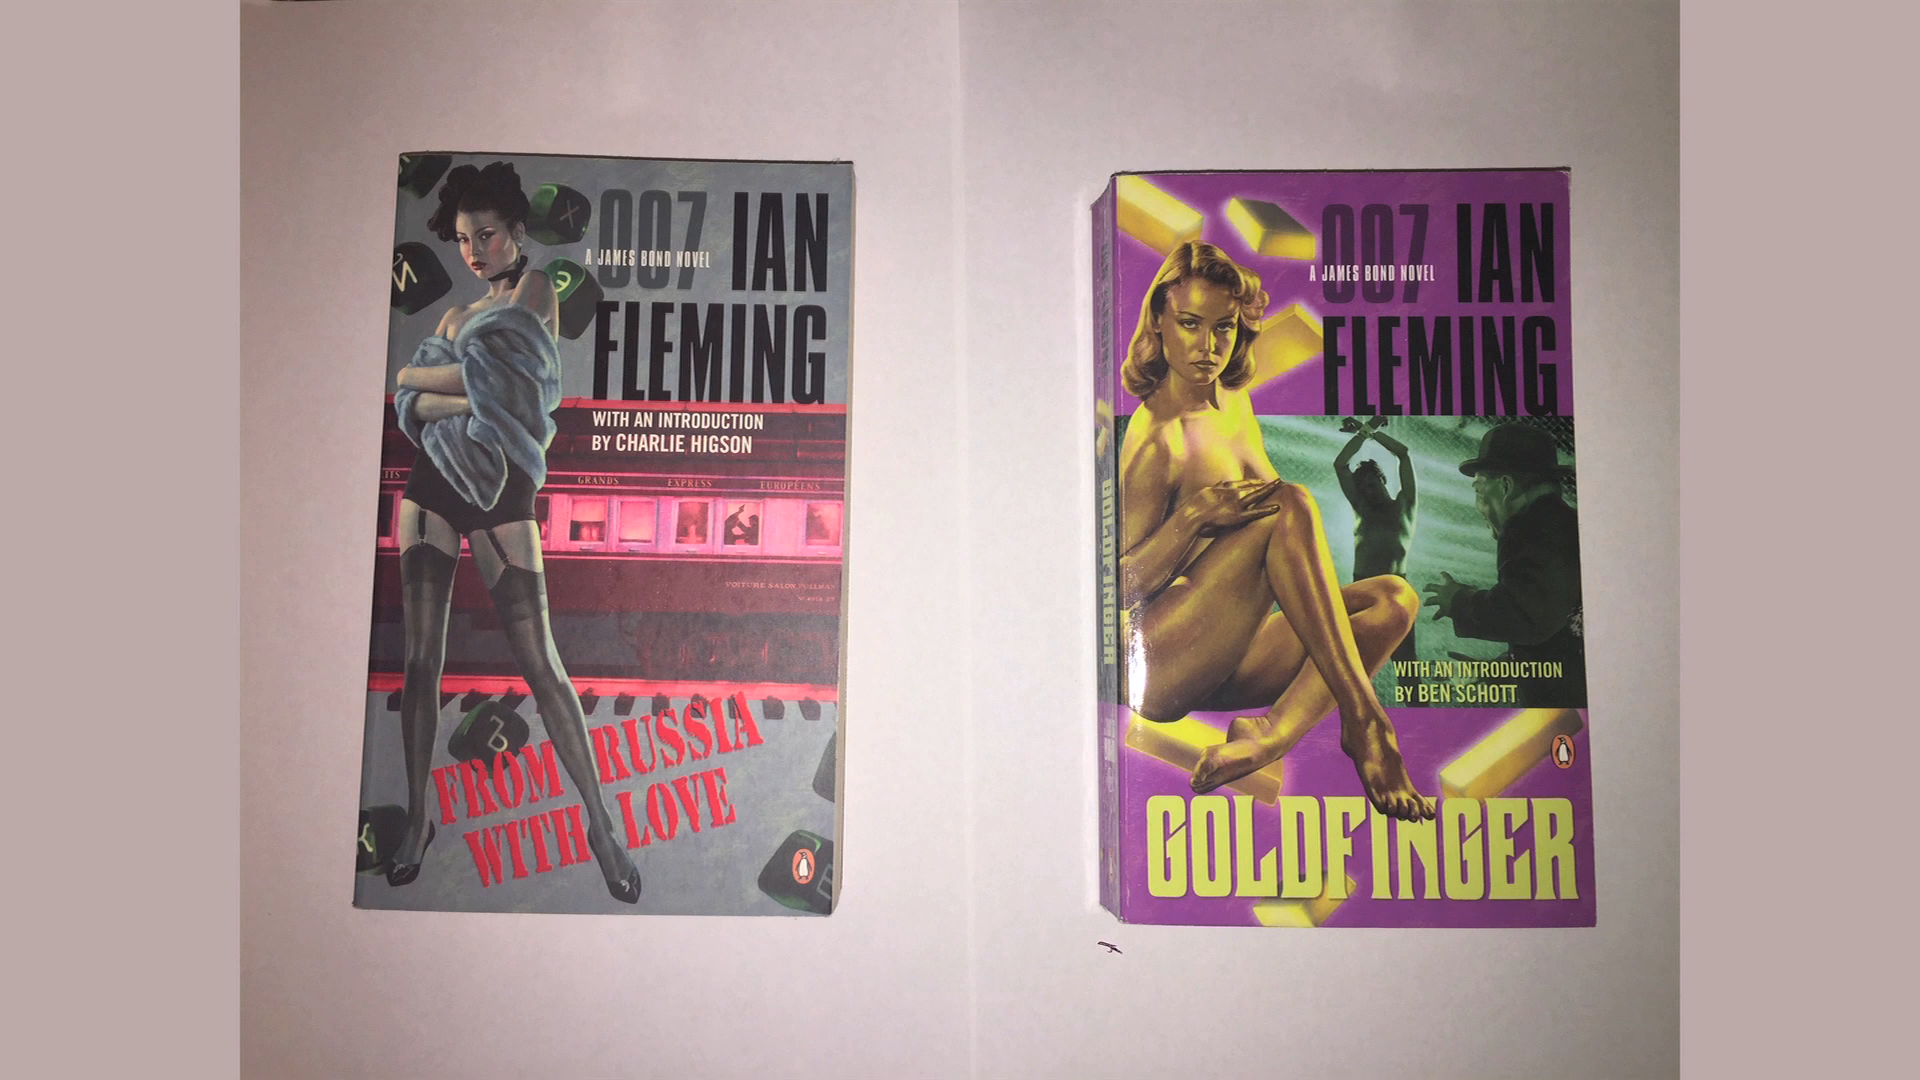 007 IAN
A JAMES BOND NOVEL
FLEMING
WITH AN INTRODUCTION
BY CHARLIE HIGSON
GRANDS EXPRESS EUROPÉENS
VOITURE SALON PULLMAN
FROM RUSSIA
WITH LOVE
007 IAN
A JAMES BOND NOVEL
FLEMING
GOLDFINGER
WITH AN INTRODUCTION
BY BEN SCHOTT
GOLDFINGER